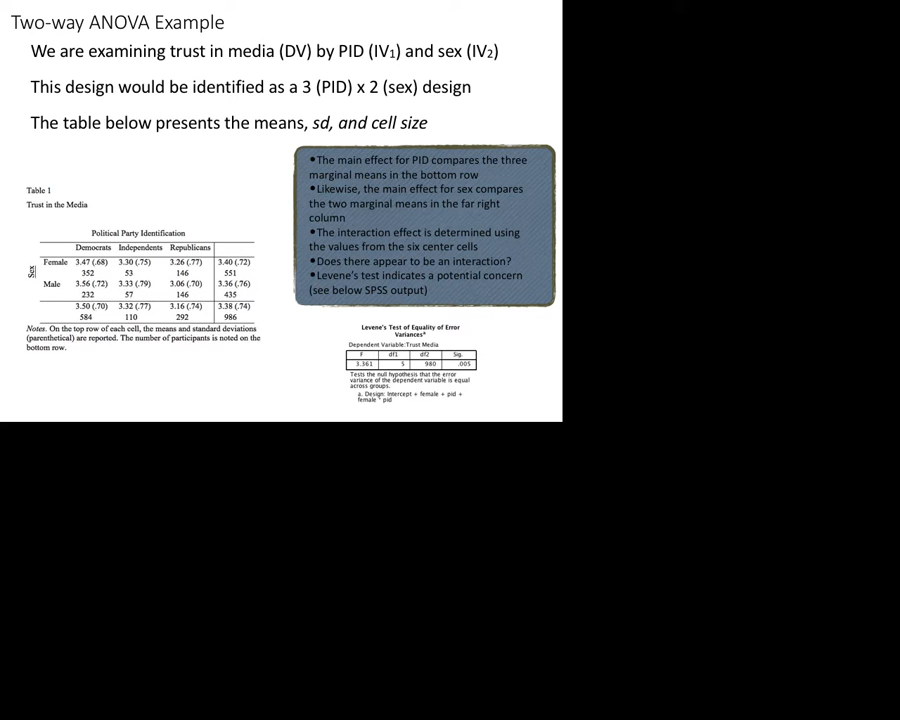 Two-way ANOVA Example
We are examining trust in media (DV) by PID (IV1) and sex (IV2)
This design would be identified as a 3 (PID) x 2 (sex) design
The table below presents the means, sd, and cell size
•The main effect for PID compares the three
marginal means in the bottom row
•Likewise, the main effect for sex compares
the two marginal means in the far right
column
•The interaction effect is determined using
the values from the six center cells
•Does there appear to be an interaction?
•Levene's test indicates a potential concern
(see below SPSS output)
Table 1
Trust in the Media
Political Party Identification
Democrats Independents Republicans
Sex
Female 3.47 (.68) 3.30 (.75) 3.26 (.77) 3.40 (.72)
352 53 146 551
Male 3.56 (.72) 3.33 (.79) 3.06 (.70) 3.36 (.76)
232 57 146 435
3.50 (.70) 3.32 (.77) 3.16 (.74) 3.38 (.74)
584 110 292 986
Notes. On the top row of each cell, the means and standard deviations
(parenthetical) are reported. The number of participants is noted on the
bottom row.
Levene's Test of Equality of Error
Variancesa
Dependent Variable: Trust Media
F df1 df2 Sig.
3.361 5 980 .005
Tests the null hypothesis that the error
variance of the dependent variable is equal
across groups.
a. Design: Intercept + female + pid +
female * pid